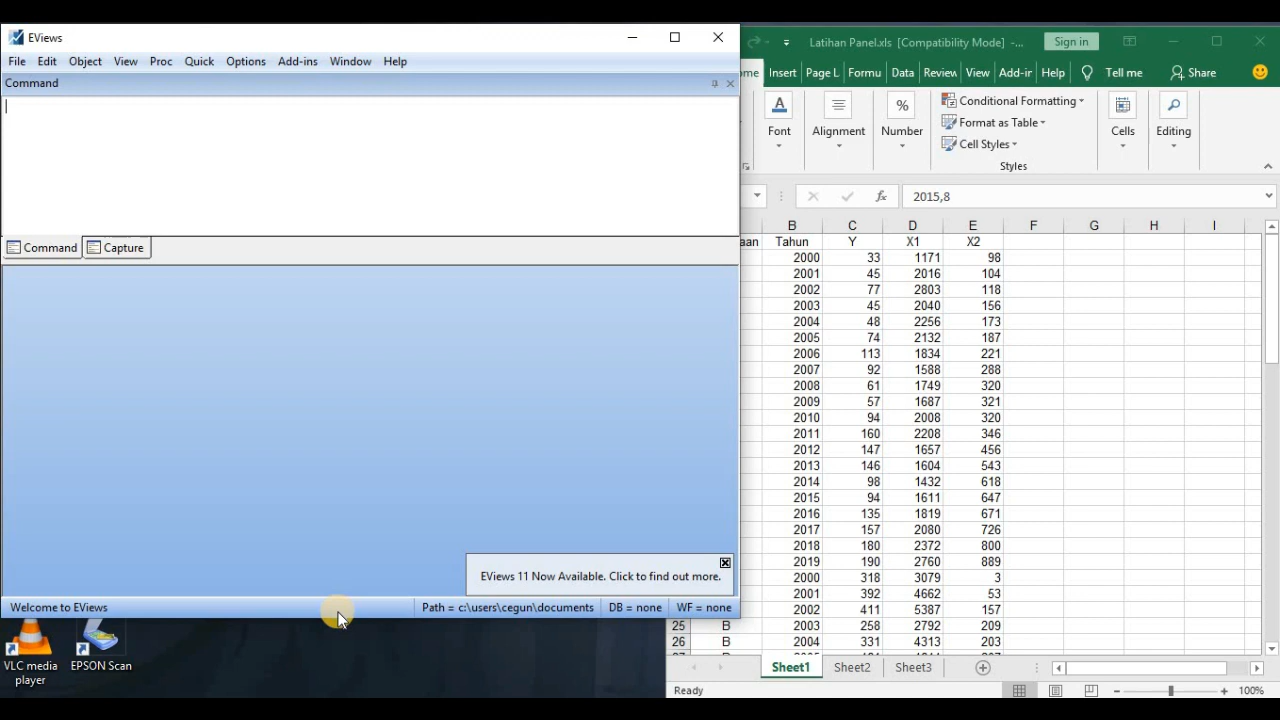 EViews
File Edit Object View Proc Quick Options Add-ins Window Help
Command
Command Capture
EViews 11 Now Available. Click to find out more.
Welcome to EViews Path = c:\users\cegun\documents DB = none WF = none
VLC media player
EPSON Scan
Latihan Panel.xls [Compatibility Mode] -...
Sign in
ome Insert Page L Formu Data Review View Add-ir Help Tell me Share
Font Alignment Number
Conditional Formatting
Format as Table
Cell Styles
Styles
Cells Editing
fx 2015,8
B C D E F G H I
aan Tahun Y X1 X2
2000 33 1171 98
2001 45 2016 104
2002 77 2803 118
2003 45 2040 156
2004 48 2256 173
2005 74 2132 187
2006 113 1834 221
2007 92 1588 288
2008 61 1749 320
2009 57 1687 321
2010 94 2008 320
2011 160 2208 346
2012 147 1657 456
2013 146 1604 543
2014 98 1432 618
2015 94 1611 647
2016 135 1819 671
2017 157 2080 726
2018 180 2372 800
2019 190 2760 889
2000 318 3079 3
2001 392 4662 53
2002 411 5387 157
25 B 2003 258 2792 209
26 B 2004 331 4313 203
Sheet1 Sheet2 Sheet3
Ready 100%